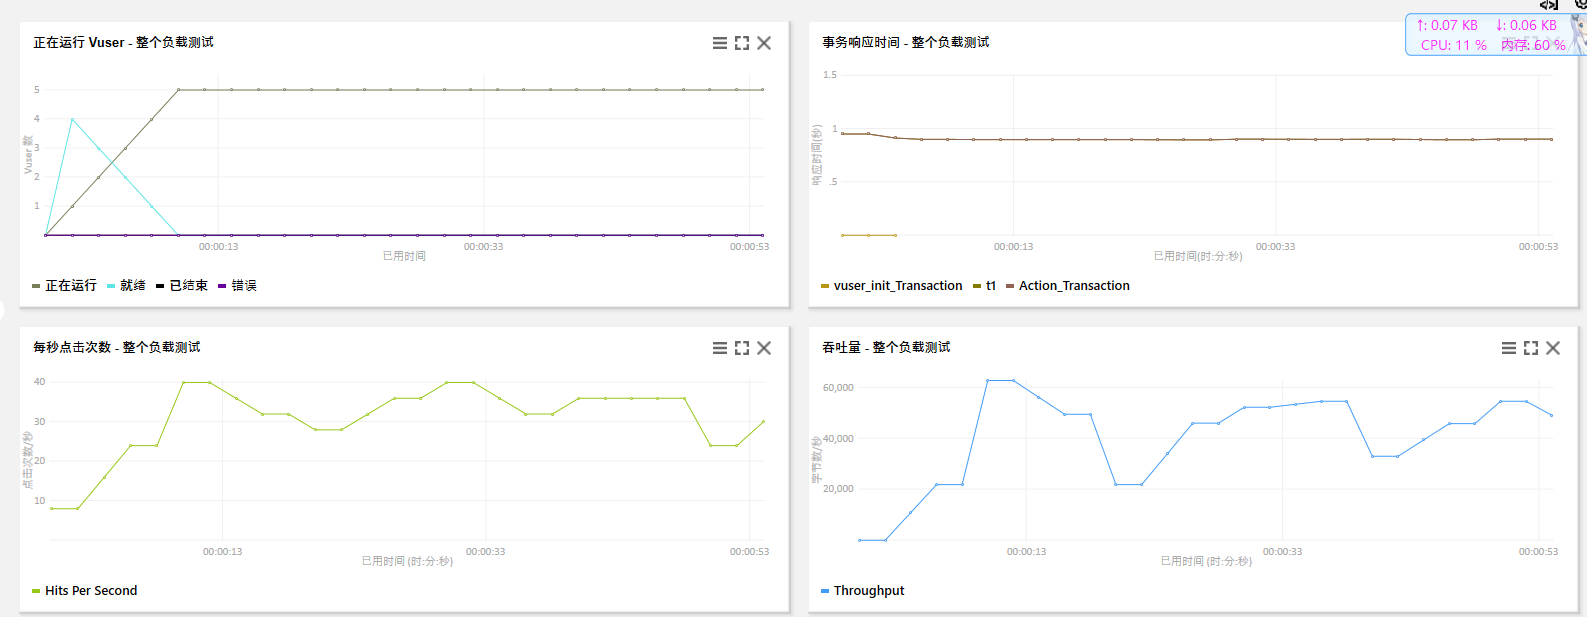 正在运行 Vuser - 整个负载测试
5
4
3
2
1
Vuser 数
00:00:13
00:00:33
00:00:53
已用时间
正在运行 就绪 已结束 错误
事务响应时间 - 整个负载测试
↑: 0.07 KB ↓: 0.06 KB
CPU: 11 % 内存: 60 %
1.5
1
.5
响应时间(秒)
00:00:13
00:00:33
00:00:53
已用时间(时:分:秒)
vuser_init_Transaction t1 Action_Transaction
每秒点击次数 - 整个负载测试
40
30
20
10
点击次数/秒
00:00:13
00:00:33
00:00:53
已用时间 (时:分:秒)
Hits Per Second
吞吐量 - 整个负载测试
60,000
40,000
20,000
字节数/秒
00:00:13
00:00:33
00:00:53
已用时间 (时:分:秒)
Throughput